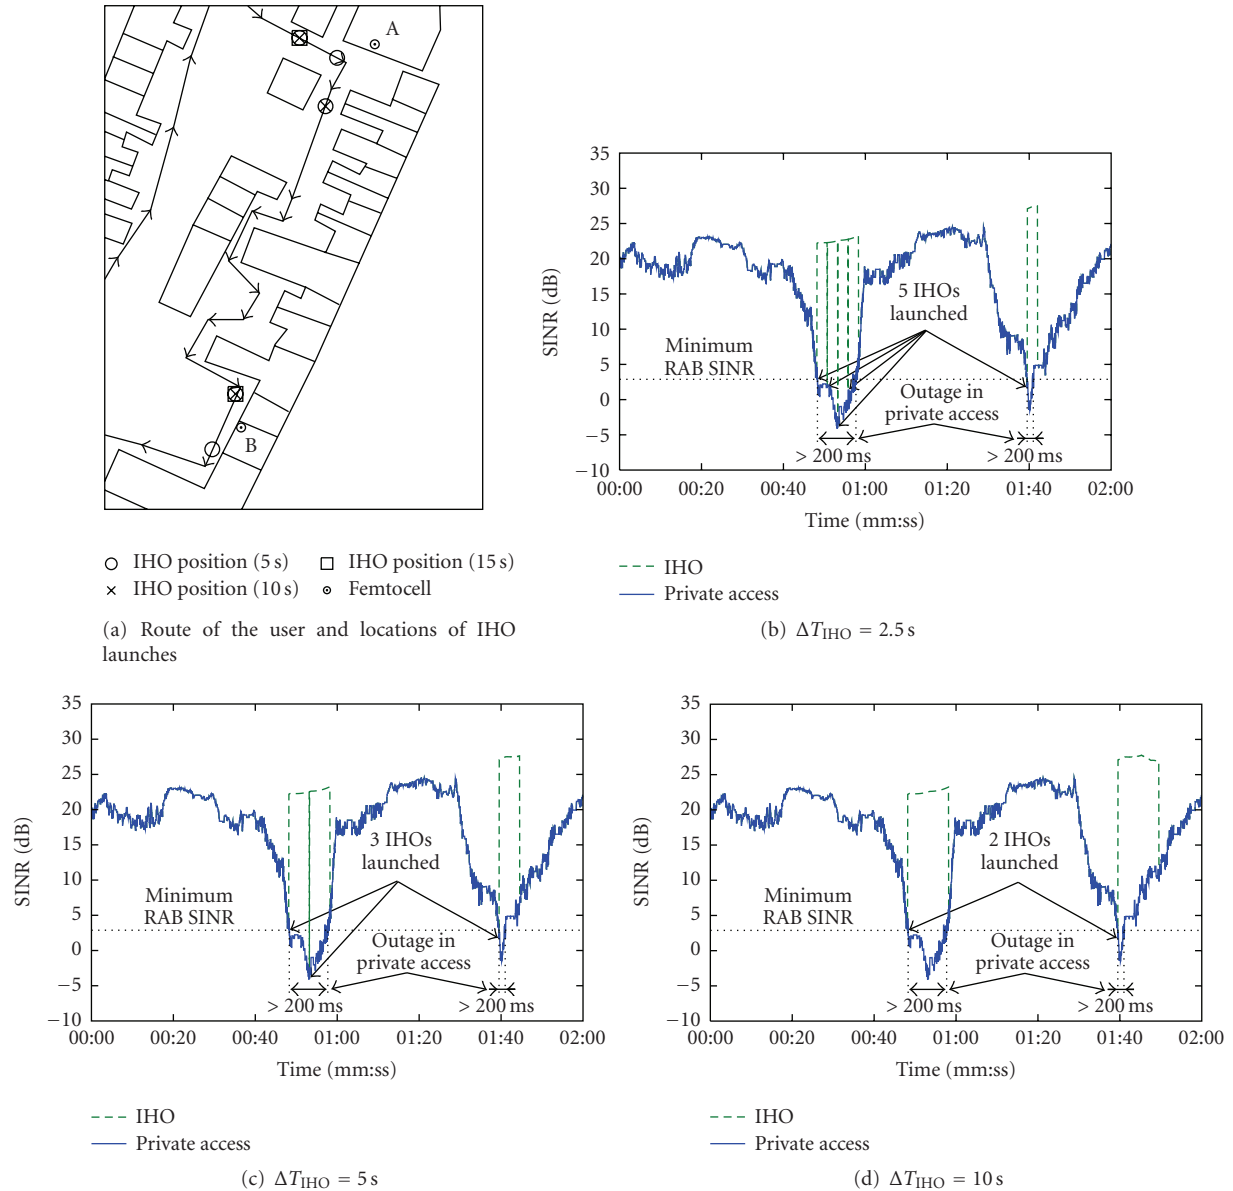 A
B
IHO position (5 s)
IHO position (15 s)
IHO position (10 s)
Femtocell
(a) Route of the user and locations of IHO
launches
35
30
25
20
15
10
5
0
−5
−10
SINR (dB)
5 IHOs
launched
Minimum
RAB SINR
Outage in
private access
> 200 ms
> 200 ms
00:00
00:20
00:40
01:00
01:20
01:40
02:00
Time (mm:ss)
IHO
Private access
(b) ΔT_IHO = 2.5 s
35
30
25
20
15
10
5
0
−5
−10
SINR (dB)
3 IHOs
launched
Minimum
RAB SINR
Outage in
private access
> 200 ms
> 200 ms
00:00
00:20
00:40
01:00
01:20
01:40
02:00
Time (mm:ss)
IHO
Private access
(c) ΔT_IHO = 5 s
35
30
25
20
15
10
5
0
−5
−10
SINR (dB)
2 IHOs
launched
Minimum
RAB SINR
Outage in
private access
> 200 ms
> 200 ms
00:00
00:20
00:40
01:00
01:20
01:40
02:00
Time (mm:ss)
IHO
Private access
(d) ΔT_IHO = 10 s